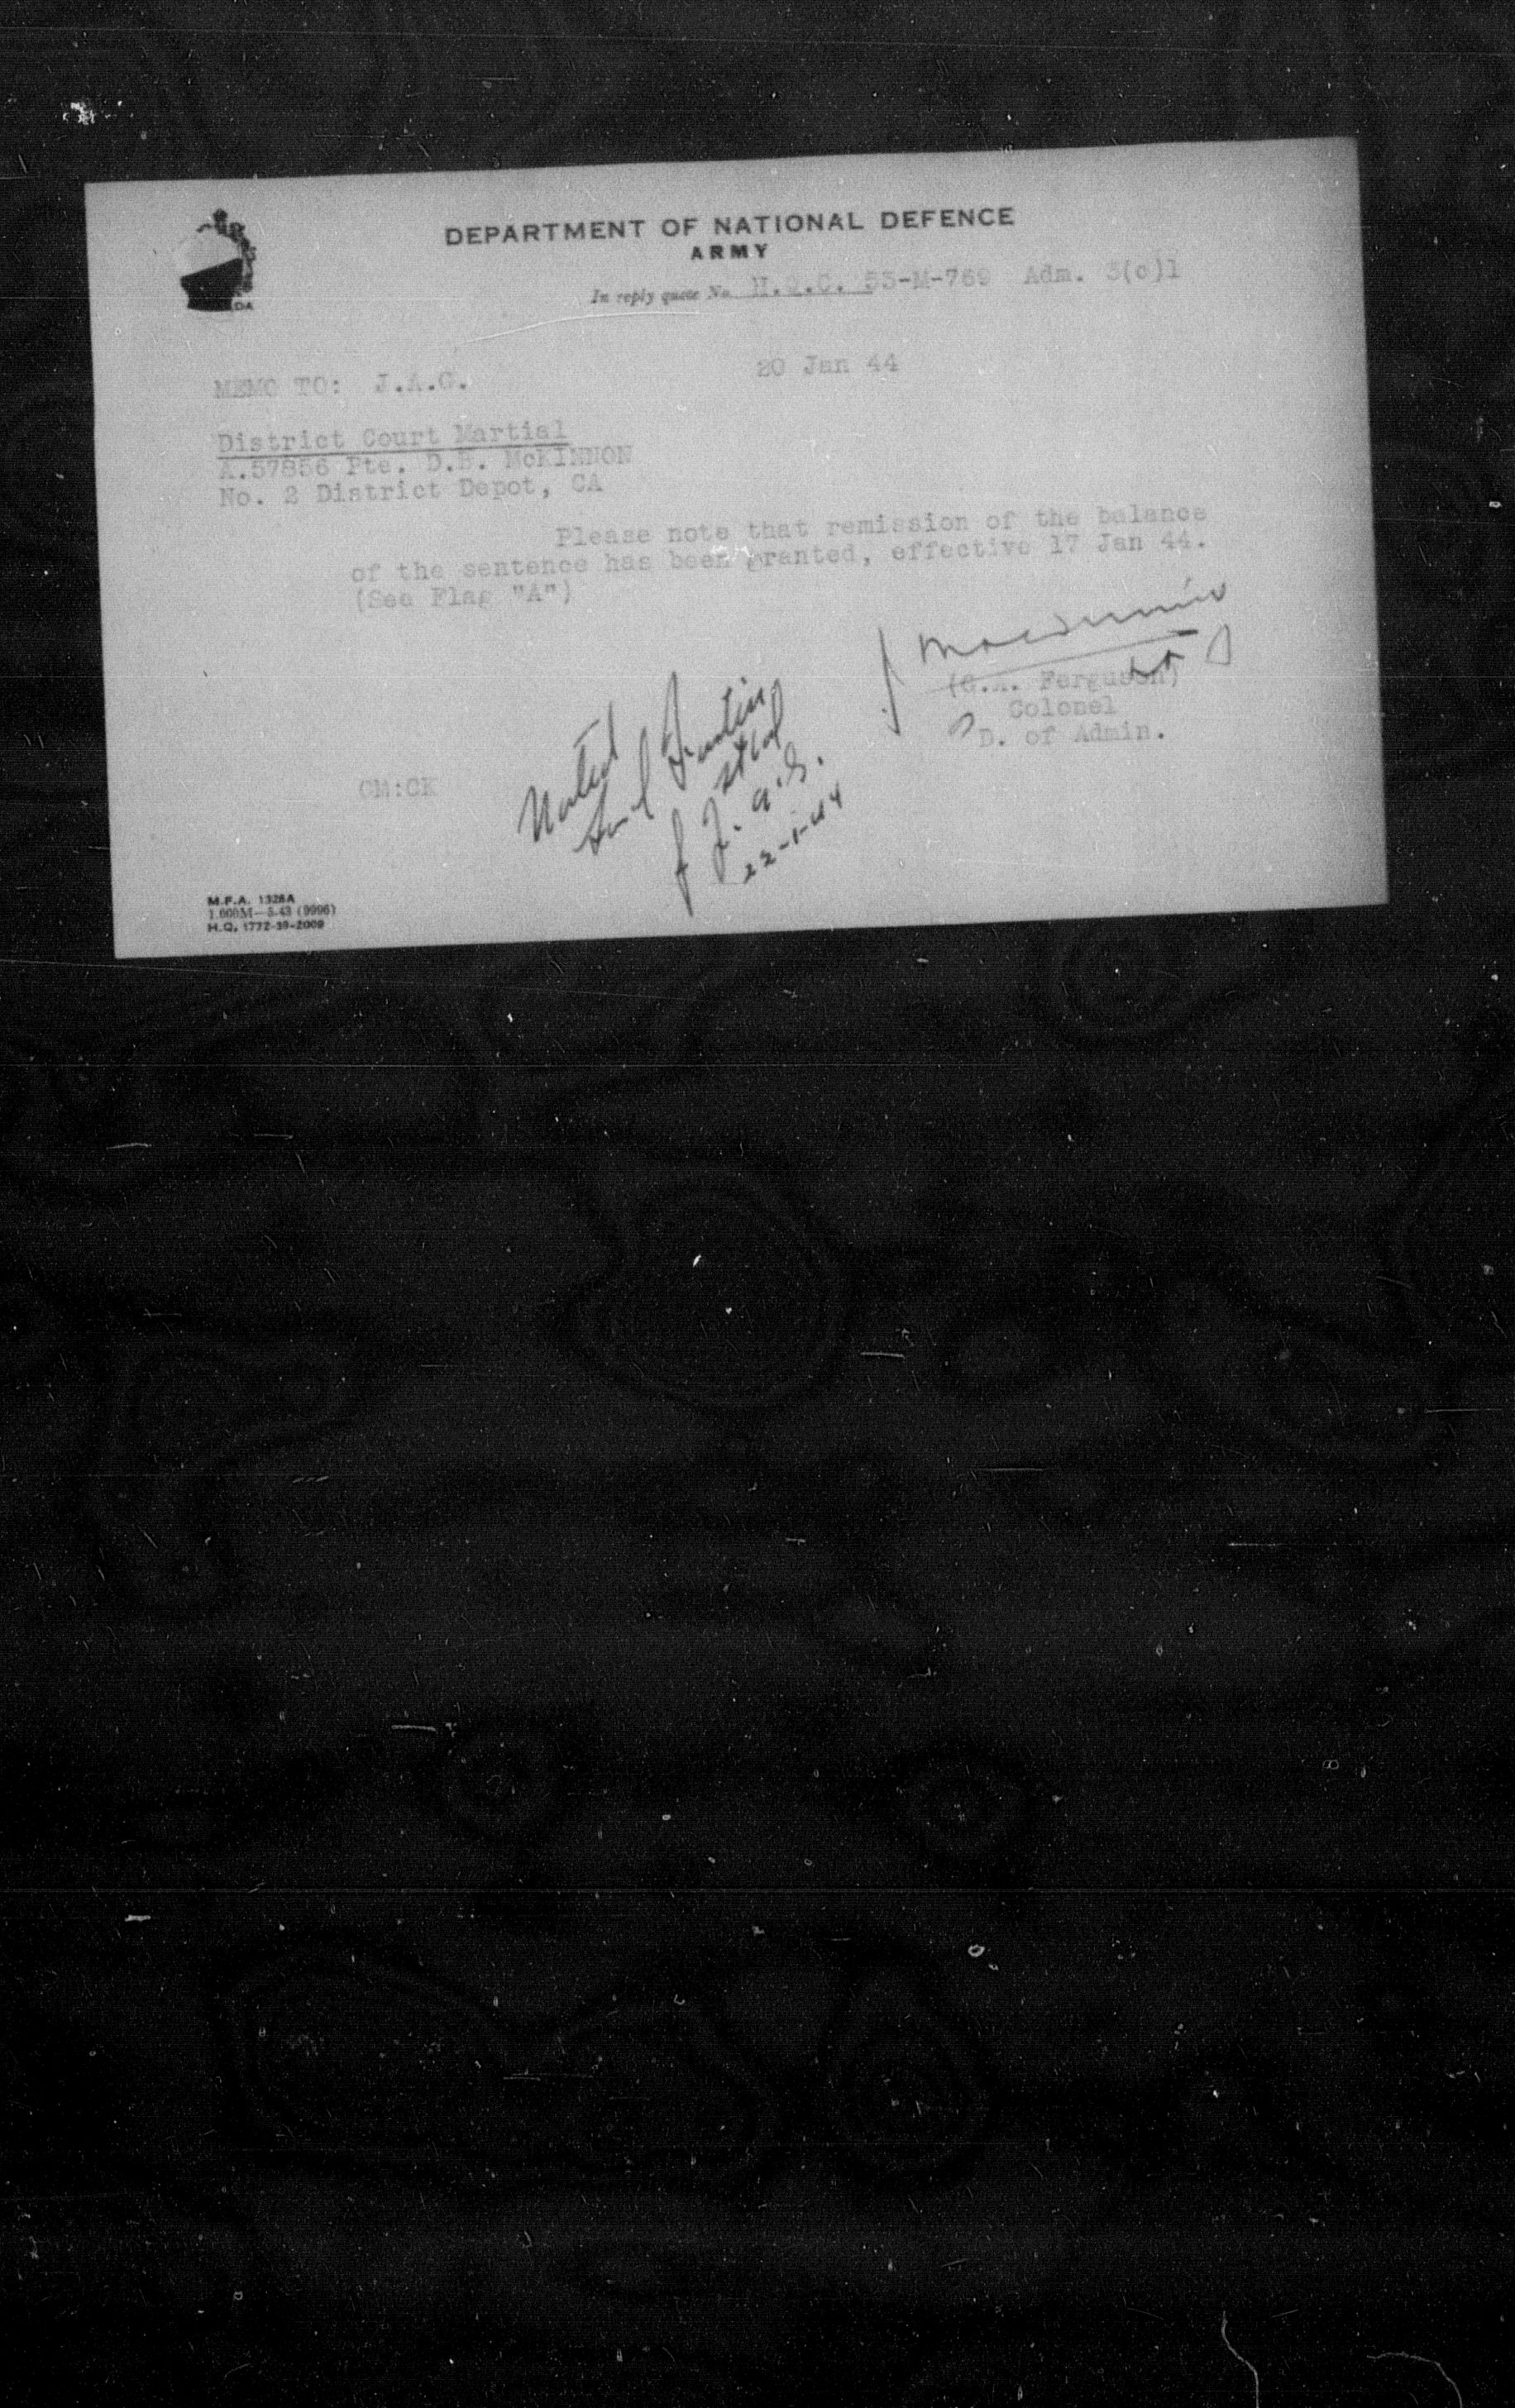 DEPARTMENT OF NATIONAL DEFENCE
ARMY
In reply quote No. H.Q.C. 55-M-769 Adm. 3(c)1
20 Jan 44
MEMO TO: J.A.G.
District Court Martial
A.57856 Pte. D.B. McKINNON
No. 2 District Depot, CA
Please note that remission of the balance
of the sentence has been granted, effective 17 Jan 44.
(See Flag "A")
(G.A. Ferguson)
Colonel
D. of Admin.
Noted
f J.A.G.
22-1-44
CM:CK
M.F.A. 1328A
H.Q. 1772-39-2009